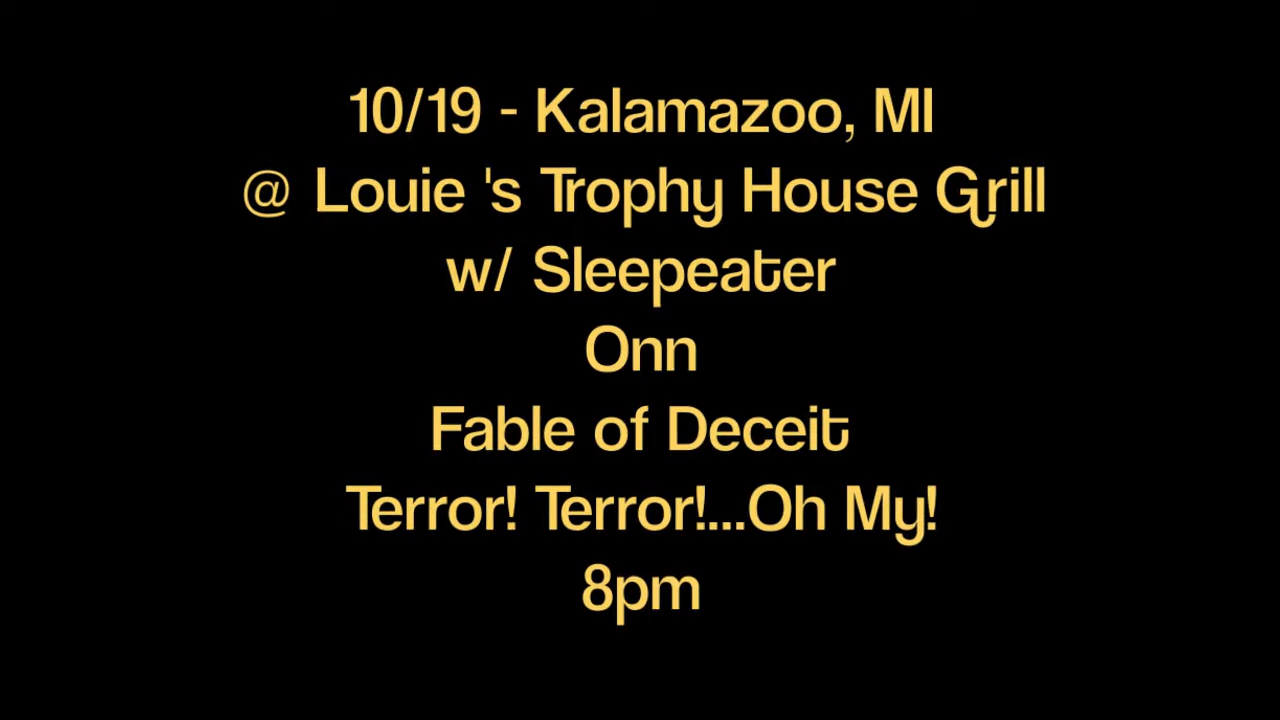 10/19 - Kalamazoo, MI
@ Louie 's Trophy House Grill
w/ Sleepeater
Onn
Fable of Deceit
Terror! Terror!...Oh My!
8pm